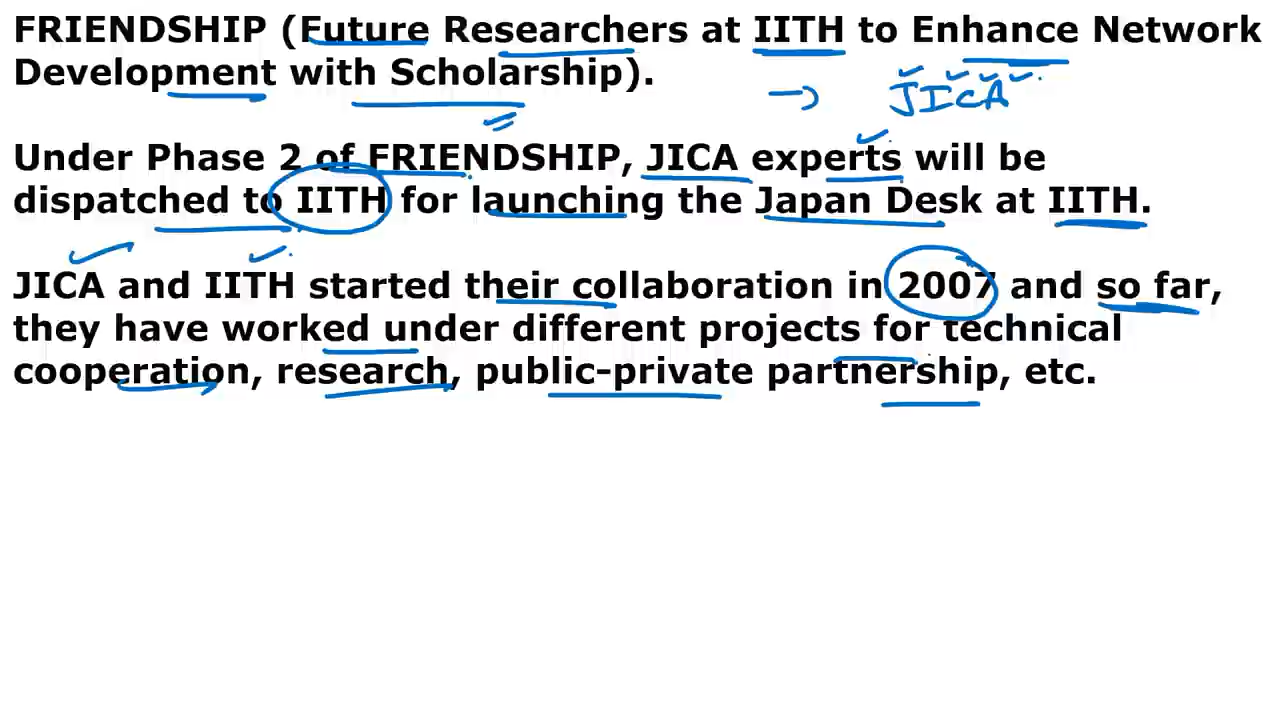 FRIENDSHIP (Future Researchers at IITH to Enhance Network
Development with Scholarship).
→ JICA
Under Phase 2 of FRIENDSHIP, JICA experts will be
dispatched to IITH for launching the Japan Desk at IITH.
JICA and IITH started their collaboration in 2007 and so far,
they have worked under different projects for technical
cooperation, research, public-private partnership, etc.